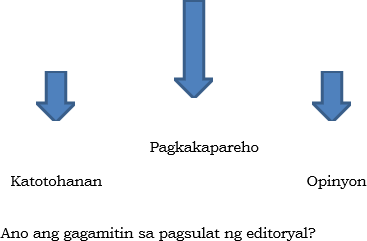 Pagkakapareho
Katotohanan Opinyon
Ano ang gagamitin sa pagsulat ng editoryal?